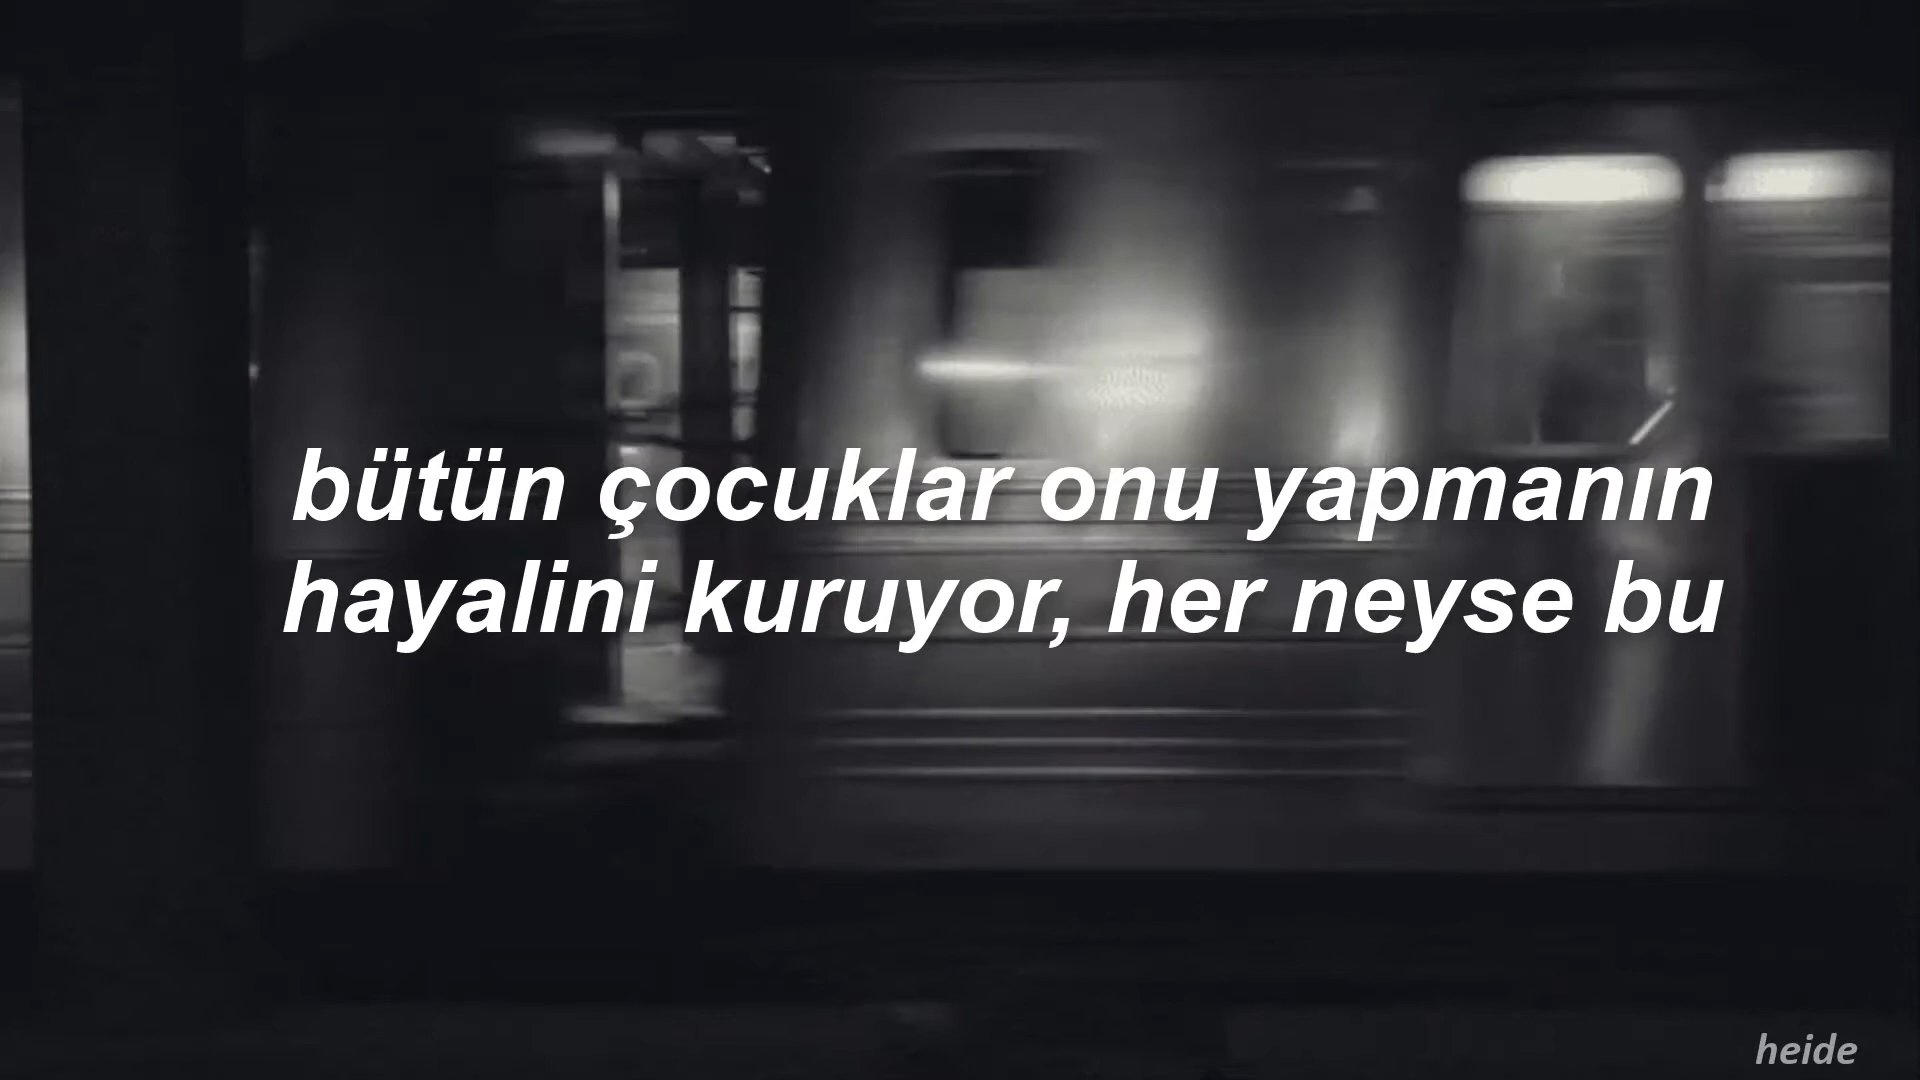 bütün çocuklar onu yapmanın
hayalini kuruyor, her neyse bu
heide